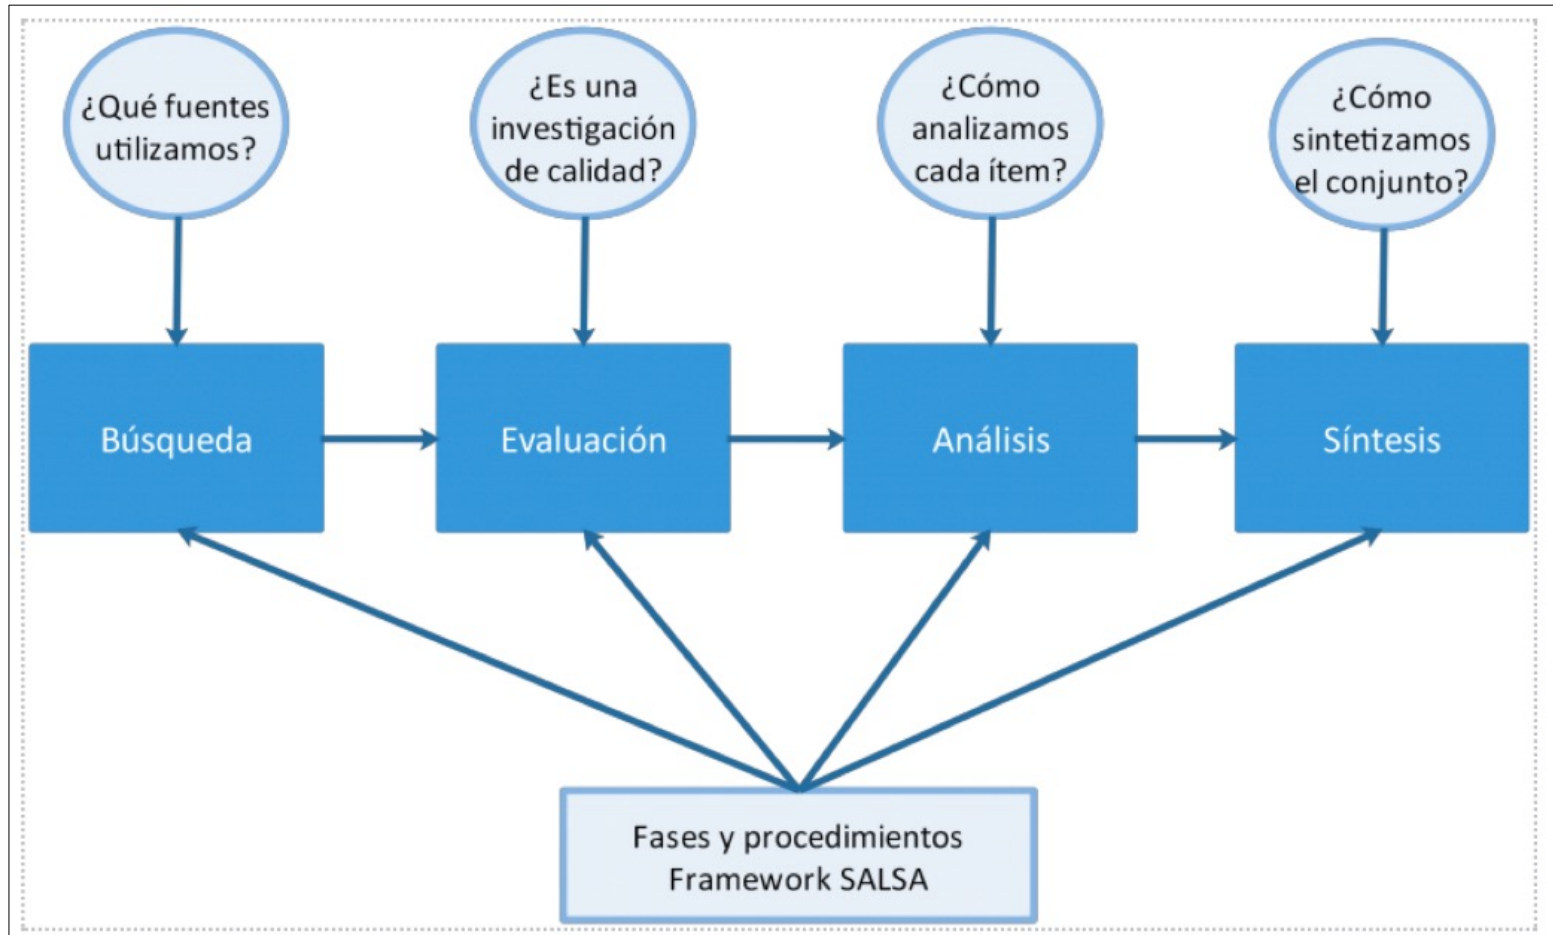 ¿Qué fuentes
utilizamos?
¿Es una
investigación
de calidad?
¿Cómo
analizamos
cada ítem?
¿Cómo
sintetizamos
el conjunto?
Búsqueda
Evaluación
Análisis
Síntesis
Fases y procedimientos
Framework SALSA